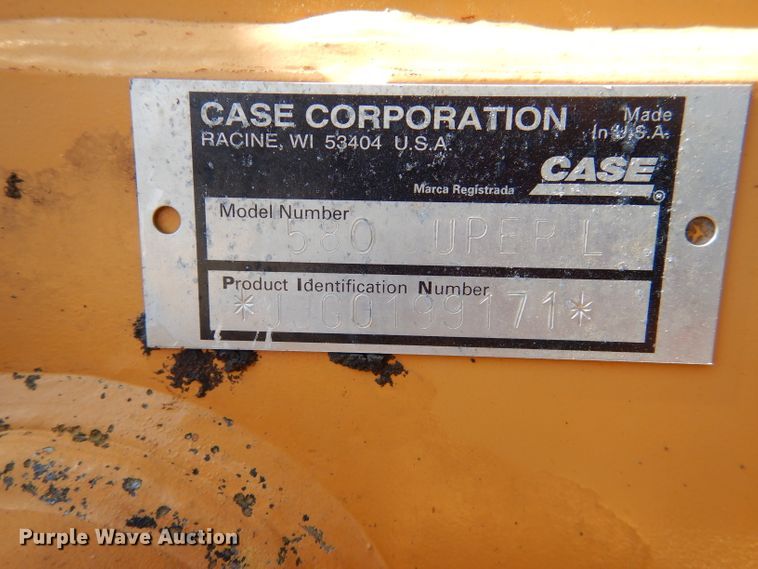 CASE CORPORATION
RACINE, WI 53404 U.S.A.
Made
In U.S.A.
CASE
Marca Registrada
®
Model Number
580 UPER L
Product Identification Number
Purple Wave Auction